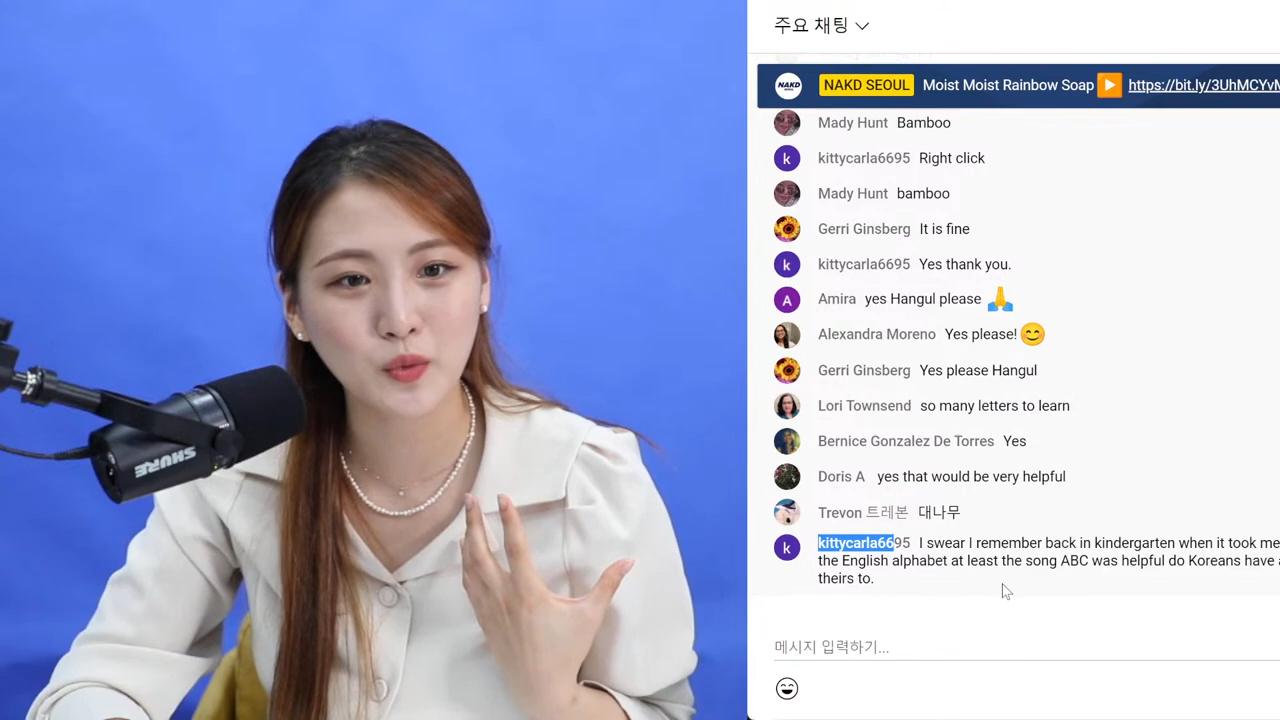 주요 채팅
NAKD SEOUL Moist Moist Rainbow Soap https://bit.ly/3UhMCYvM
Mady Hunt Bamboo
k kittycarla6695 Right click
Mady Hunt bamboo
Gerri Ginsberg It is fine
k kittycarla6695 Yes thank you.
A Amira yes Hangul please
Alexandra Moreno Yes please!
Gerri Ginsberg Yes please Hangul
Lori Townsend so many letters to learn
Bernice Gonzalez De Torres Yes
Doris A yes that would be very helpful
Trevon 트레본 대나무
k kittycarla6695 I swear I remember back in kindergarten when it took me
the English alphabet at least the song ABC was helpful do Koreans have
theirs to.
메시지 입력하기...
SHURE